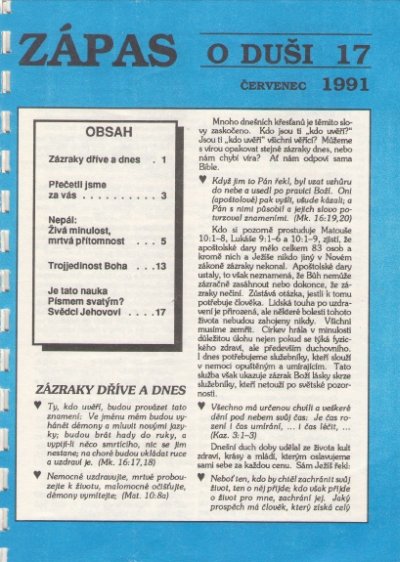 ZÁPAS O DUŠI 17
ČERVENEC 1991
OBSAH
Zázraky dříve a dnes . 1
Přečetli jsme
za vás . . . . . . . . . . 3
Nepál:
Živá minulost,
mrtvá přítomnost . . 5
Trojjedinost Boha . . .13
Je tato nauka
Písmem svatým?
Svědci Jehovovi . . . .17
ZÁZRAKY DŘÍVE A DNES
♥ Ty, kdo uvěří, budou provázet tato
znamení: Ve jménu mém budou vy-
hánět démony a mluvit novými jazy-
ky; budou brát hady do ruky, a
vypijí-li něco smrtícího, nic se jim
nestane; na choré budou vkládat ruce
a uzdraví je. (Mk. 16:17,18)
♥ Nemocné uzdravujte, mrtvé probou-
zejte k životu, malomocné očišťujte,
démony vymítejte; (Mat. 10:8a)
Mnoho dnešních křesťanů je těmito slo-
vy zaskočeno. Kdo jsou ti „kdo uvěří?“
Jsou ti „kdo uvěří“ všichni věřící? Můžeme
s vírou opakovat stejné zázraky dnes, nebo
nám chybí víra? Ať nám odpoví sama
Bible.
♥ Když jim to Pán řekl, byl vzat vzhůru
do nebe a usedl po pravici Boží. Oni
(apoštolové) pak vyšli, všude kázali; a
Pán s nimi působil a jejich slovo po-
tvrzoval znameními. (Mk. 16:19,20)
Kdo si pozorně prostuduje Matouše
10:1–8, Lukáše 9:1–6 a 10:1–9, zjistí, že
apoštolské dary mělo celkem 83 osob a
kromě nich a Ježíše nikdo jiný v Novém
zákoně zázraky nekonal. Apoštolské dary
ustaly, to však neznamená, že Bůh nemůže
zázračně zasáhnout nebo dokonce, že zá-
zraky nečiní. Zůstává otázka, jestli k tomu
potřebuje člověka. Lidská touha po uzdra-
vení je přirozená, ale některé bolesti tohoto
života nebudou zahojeny nikdy. Všichni
musíme zemřít. Církev hrála v minulosti
důležitou úlohu nejen pokud se týká fyzic-
kého zdraví, ale především duchovního.
I dnes potřebujeme služebníky, kteří slouží
v nemoci opuštěným a umírajícím. Tato
služba však ukazuje zázrak Boží lásky skrze
služebníky, kteří netouží po světské pozor-
nosti.
♥ Všechno má určenou chvíli a veškeré
dění pod nebem svůj čas: Je čas ro-
zení i čas umírání, ... i čas léčit, ...
(Kaz. 3:1–3)
Dnešní duch doby udělal ze života kult
zdraví, krásy a mládí, kterým oslavujeme
sami sebe za každou cenu. Sám Ježíš řekl:
♥ Neboť ten, kdo by chtěl zachránit svůj
život, ten o něj přijde; kdo však přijde
o život pro mne, zachrání jej. Jaký
prospěch má člověk, který získá celý